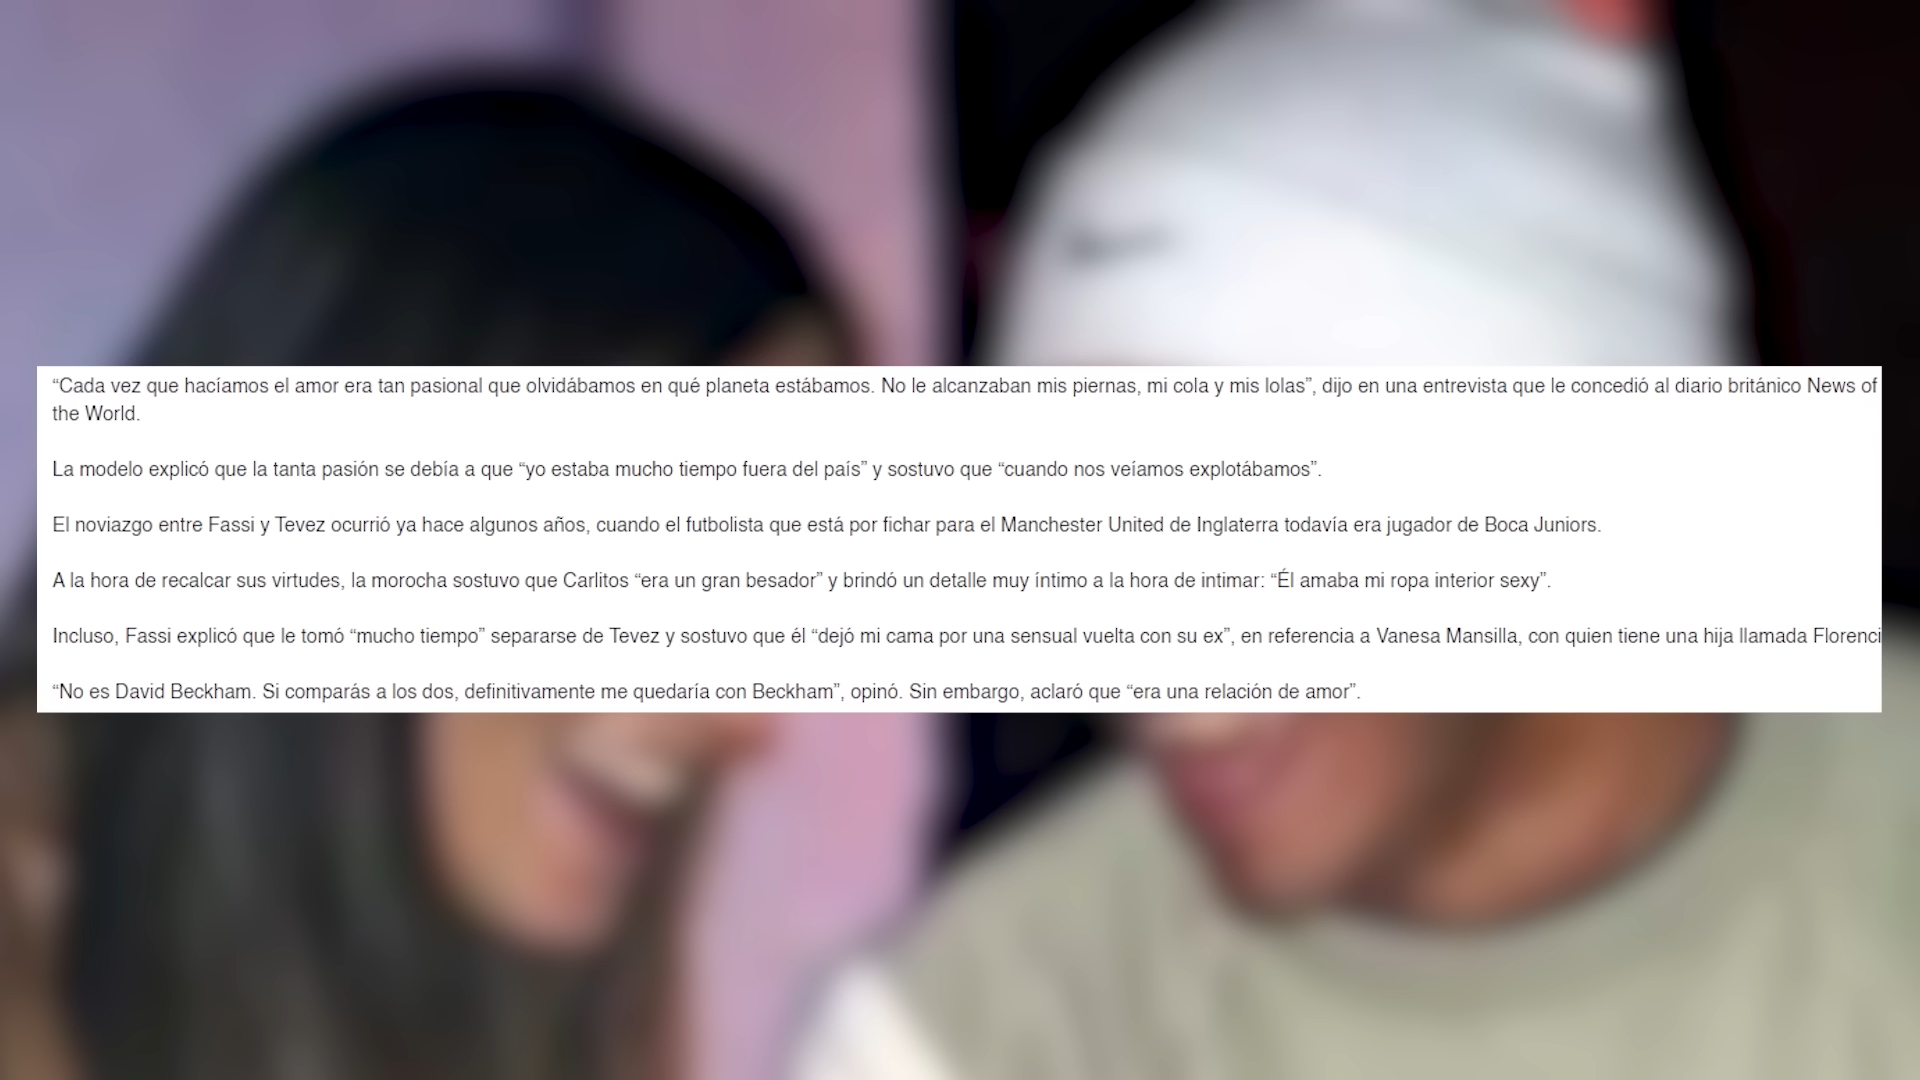 “Cada vez que hacíamos el amor era tan pasional que olvidábamos en qué planeta estábamos. No le alcanzaban mis piernas, mi cola y mis lolas”, dijo en una entrevista que le concedió al diario británico News of
the World.
La modelo explicó que la tanta pasión se debía a que “yo estaba mucho tiempo fuera del país” y sostuvo que “cuando nos veíamos explotábamos”.
El noviazgo entre Fassi y Tevez ocurrió ya hace algunos años, cuando el futbolista que está por fichar para el Manchester United de Inglaterra todavía era jugador de Boca Juniors.
A la hora de recalcar sus virtudes, la morocha sostuvo que Carlitos “era un gran besador” y brindó un detalle muy íntimo a la hora de intimar: “Él amaba mi ropa interior sexy”.
Incluso, Fassi explicó que le tomó “mucho tiempo” separarse de Tevez y sostuvo que él “dejó mi cama por una sensual vuelta con su ex”, en referencia a Vanesa Mansilla, con quien tiene una hija llamada Florenci
“No es David Beckham. Si comparás a los dos, definitivamente me quedaría con Beckham”, opinó. Sin embargo, aclaró que “era una relación de amor”.